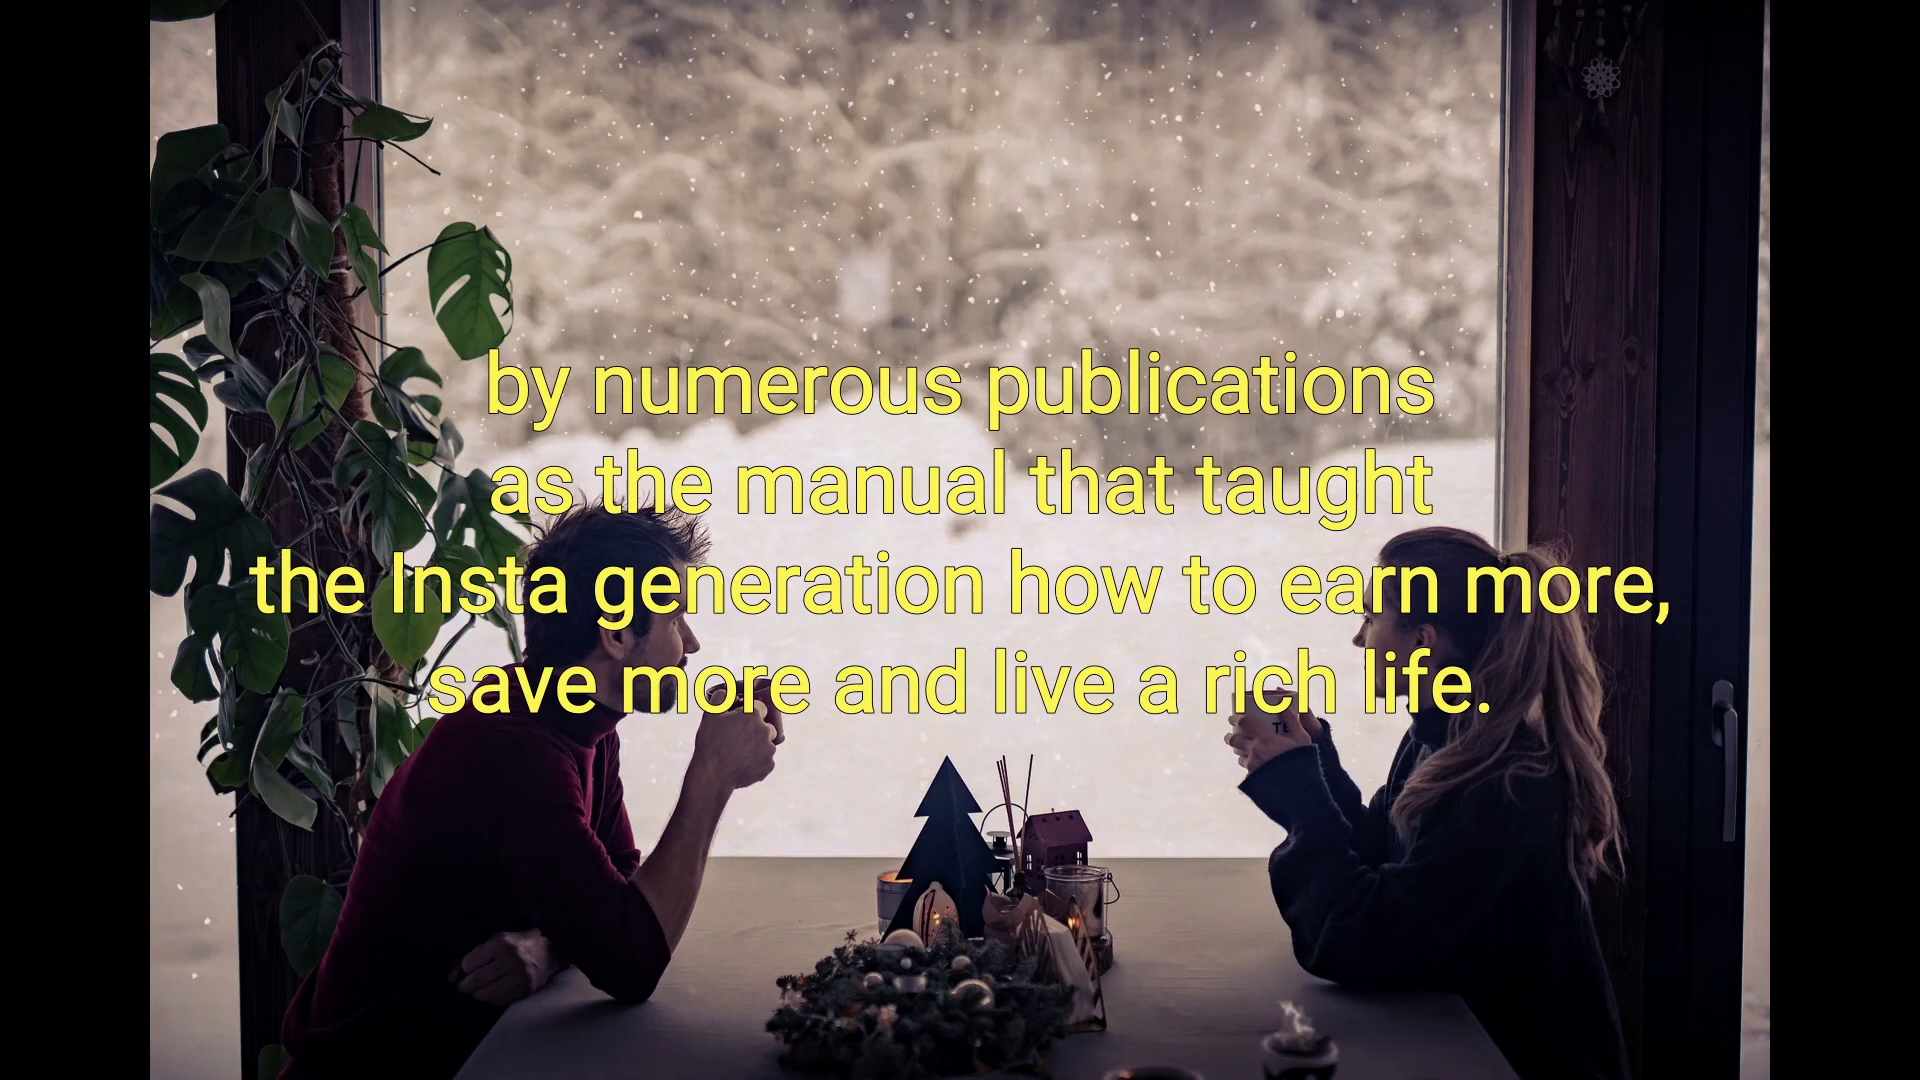 by numerous publications
as the manual that taught
the Insta generation how to earn more,
save more and live a rich life.